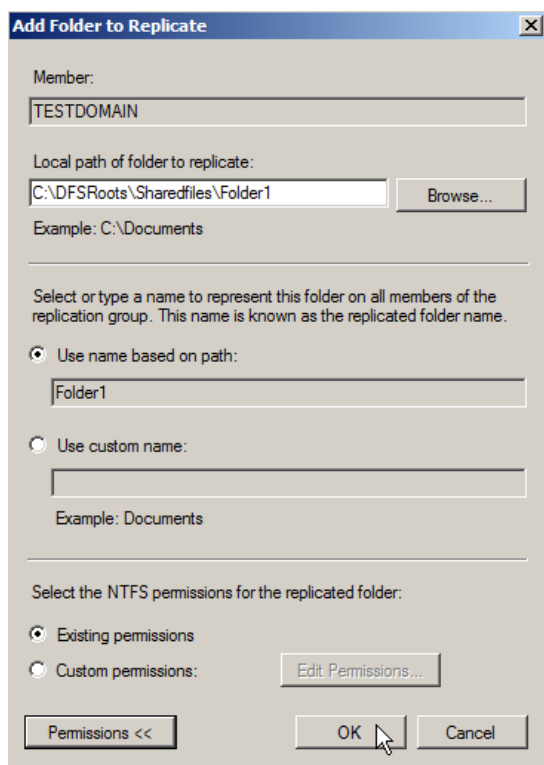 Add Folder to Replicate
Member:
TESTDOMAIN
Local path of folder to replicate:
C:\DFSRoots\Sharedfiles\Folder1
Browse...
Example: C:\Documents
Select or type a name to represent this folder on all members of the
replication group. This name is known as the replicated folder name.
Use name based on path:
Folder1
Use custom name:
Example: Documents
Select the NTFS permissions for the replicated folder:
Existing permissions
Custom permissions:
Edit Permissions...
Permissions <<
OK
Cancel